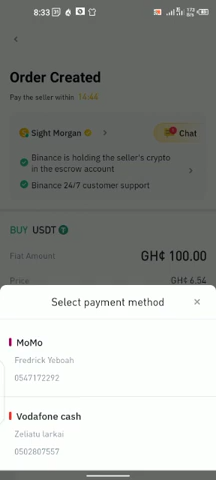 8:33
Order Created
Pay the seller within 14:44
Sight Morgan
Chat
Binance is holding the seller's crypto
in the escrow account
Binance 24/7 customer support
BUY USDT
Fiat Amount GH¢ 100.00
Price GH¢ 6.54
Select payment method ×
MoMo
Fredrick Yeboah
0547172292
Vodafone cash
Zeliatu larkai
0502807557